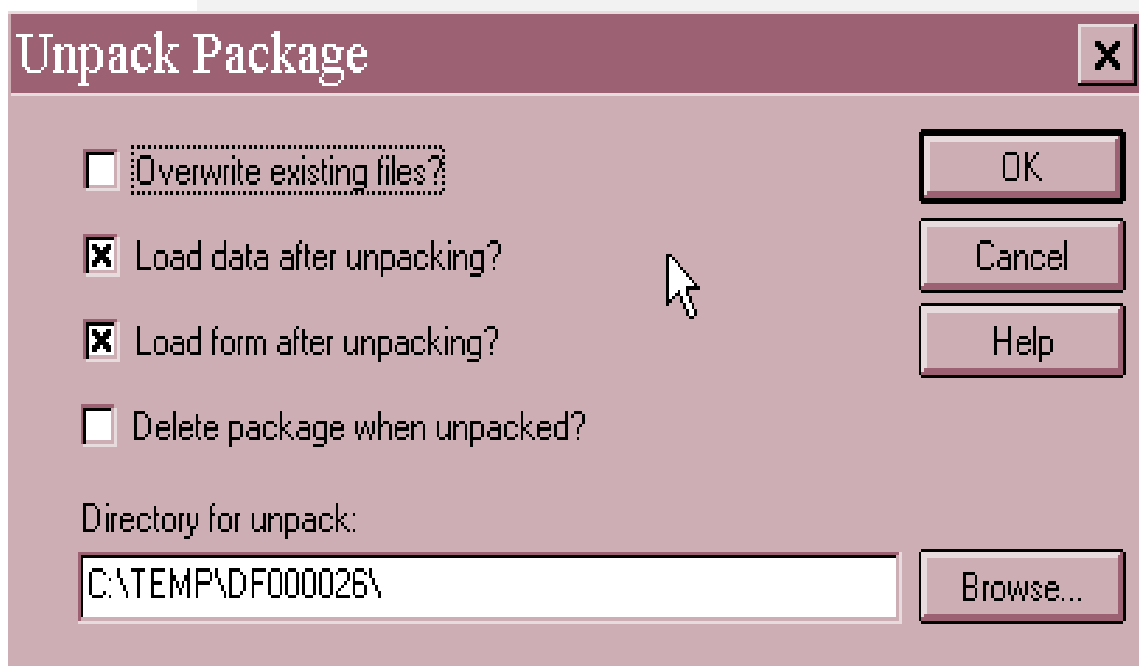 Unpack Package
Overwrite existing files?
OK
Load data after unpacking?
Cancel
Load form after unpacking?
Help
Delete package when unpacked?
Directory for unpack:
C:\TEMP\DF000026\
Browse...